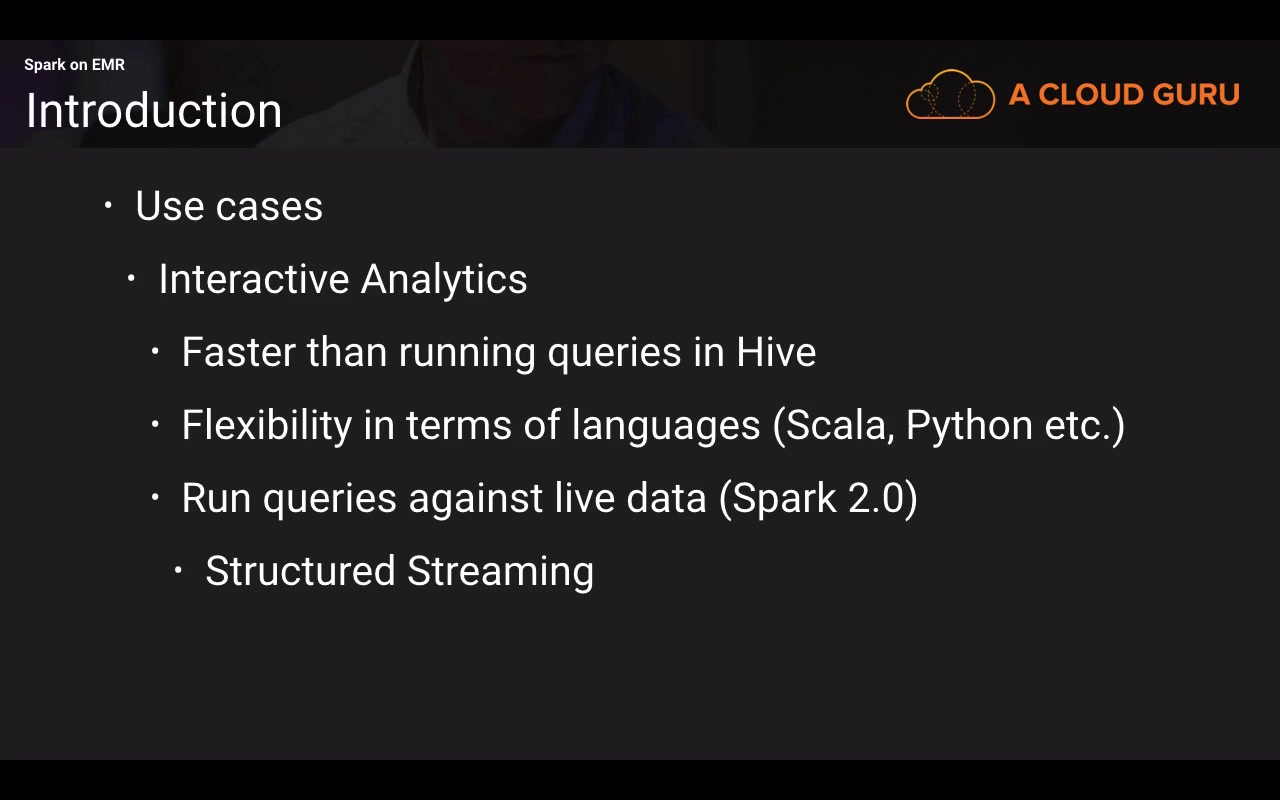 Spark on EMR
Introduction
A CLOUD GURU
• Use cases
• Interactive Analytics
• Faster than running queries in Hive
• Flexibility in terms of languages (Scala, Python etc.)
• Run queries against live data (Spark 2.0)
• Structured Streaming